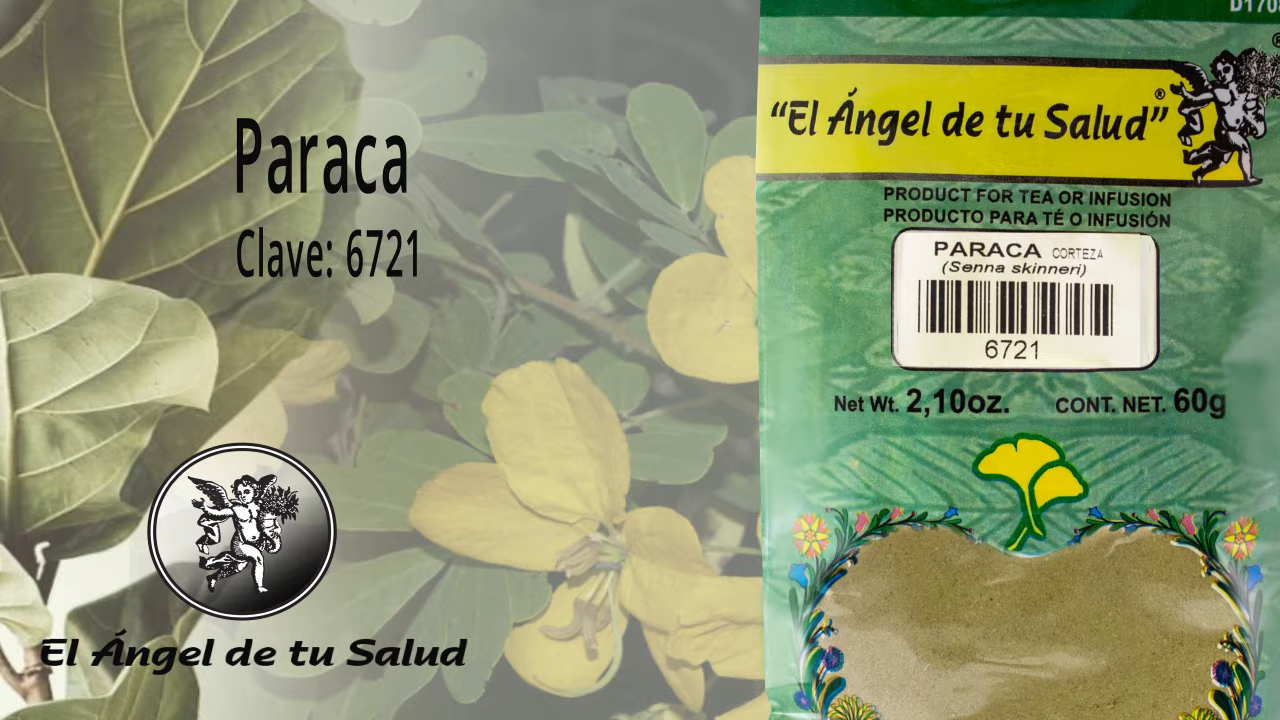 Paraca
Clave: 6721
El Ángel de tu Salud
D1708
“El Ángel de tu Salud”®
PRODUCT FOR TEA OR INFUSION
PRODUCTO PARA TÉ O INFUSIÓN
PARACA CORTEZA
(Senna skinneri)
6721
Net Wt. 2,10oz. CONT. NET. 60g